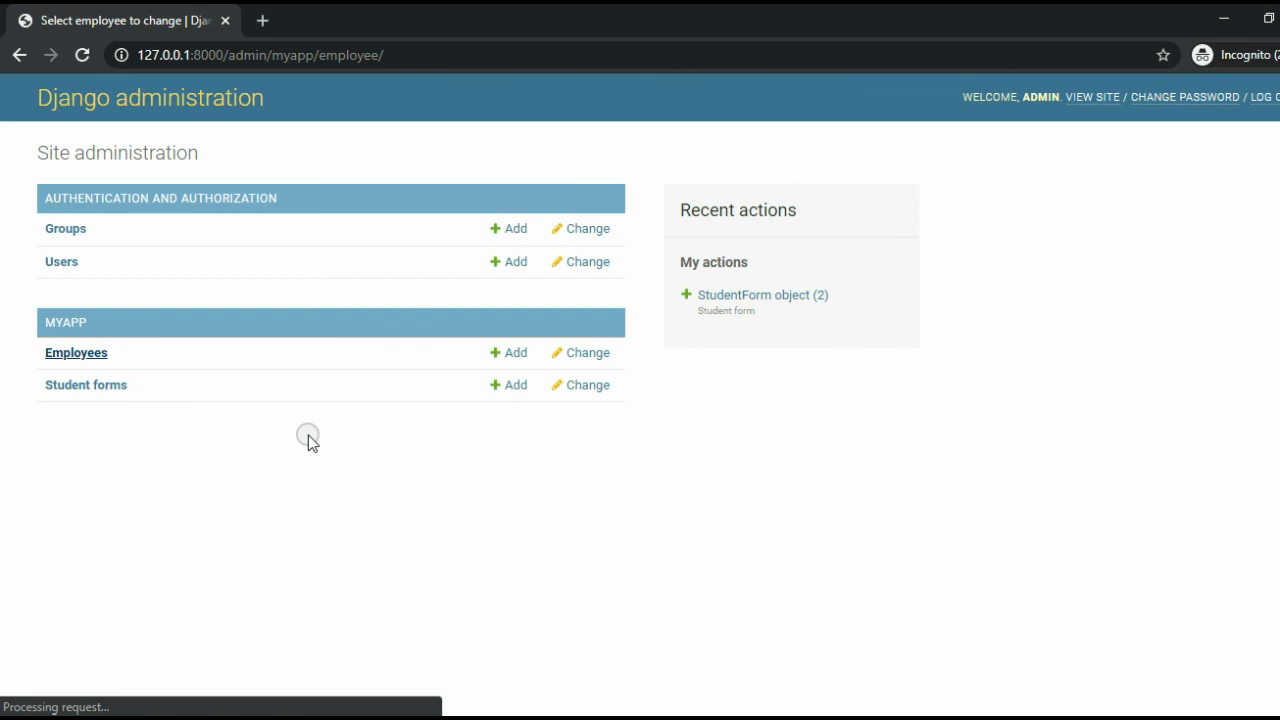 Select employee to change | Dja
127.0.0.1:8000/admin/myapp/employee/
Incognito (2
Django administration
WELCOME, ADMIN. VIEW SITE / CHANGE PASSWORD / LOG
Site administration
AUTHENTICATION AND AUTHORIZATION
Groups Add Change
Users Add Change
MYAPP
Employees Add Change
Student forms Add Change
Recent actions
My actions
StudentForm object (2)
Student form
Processing request...